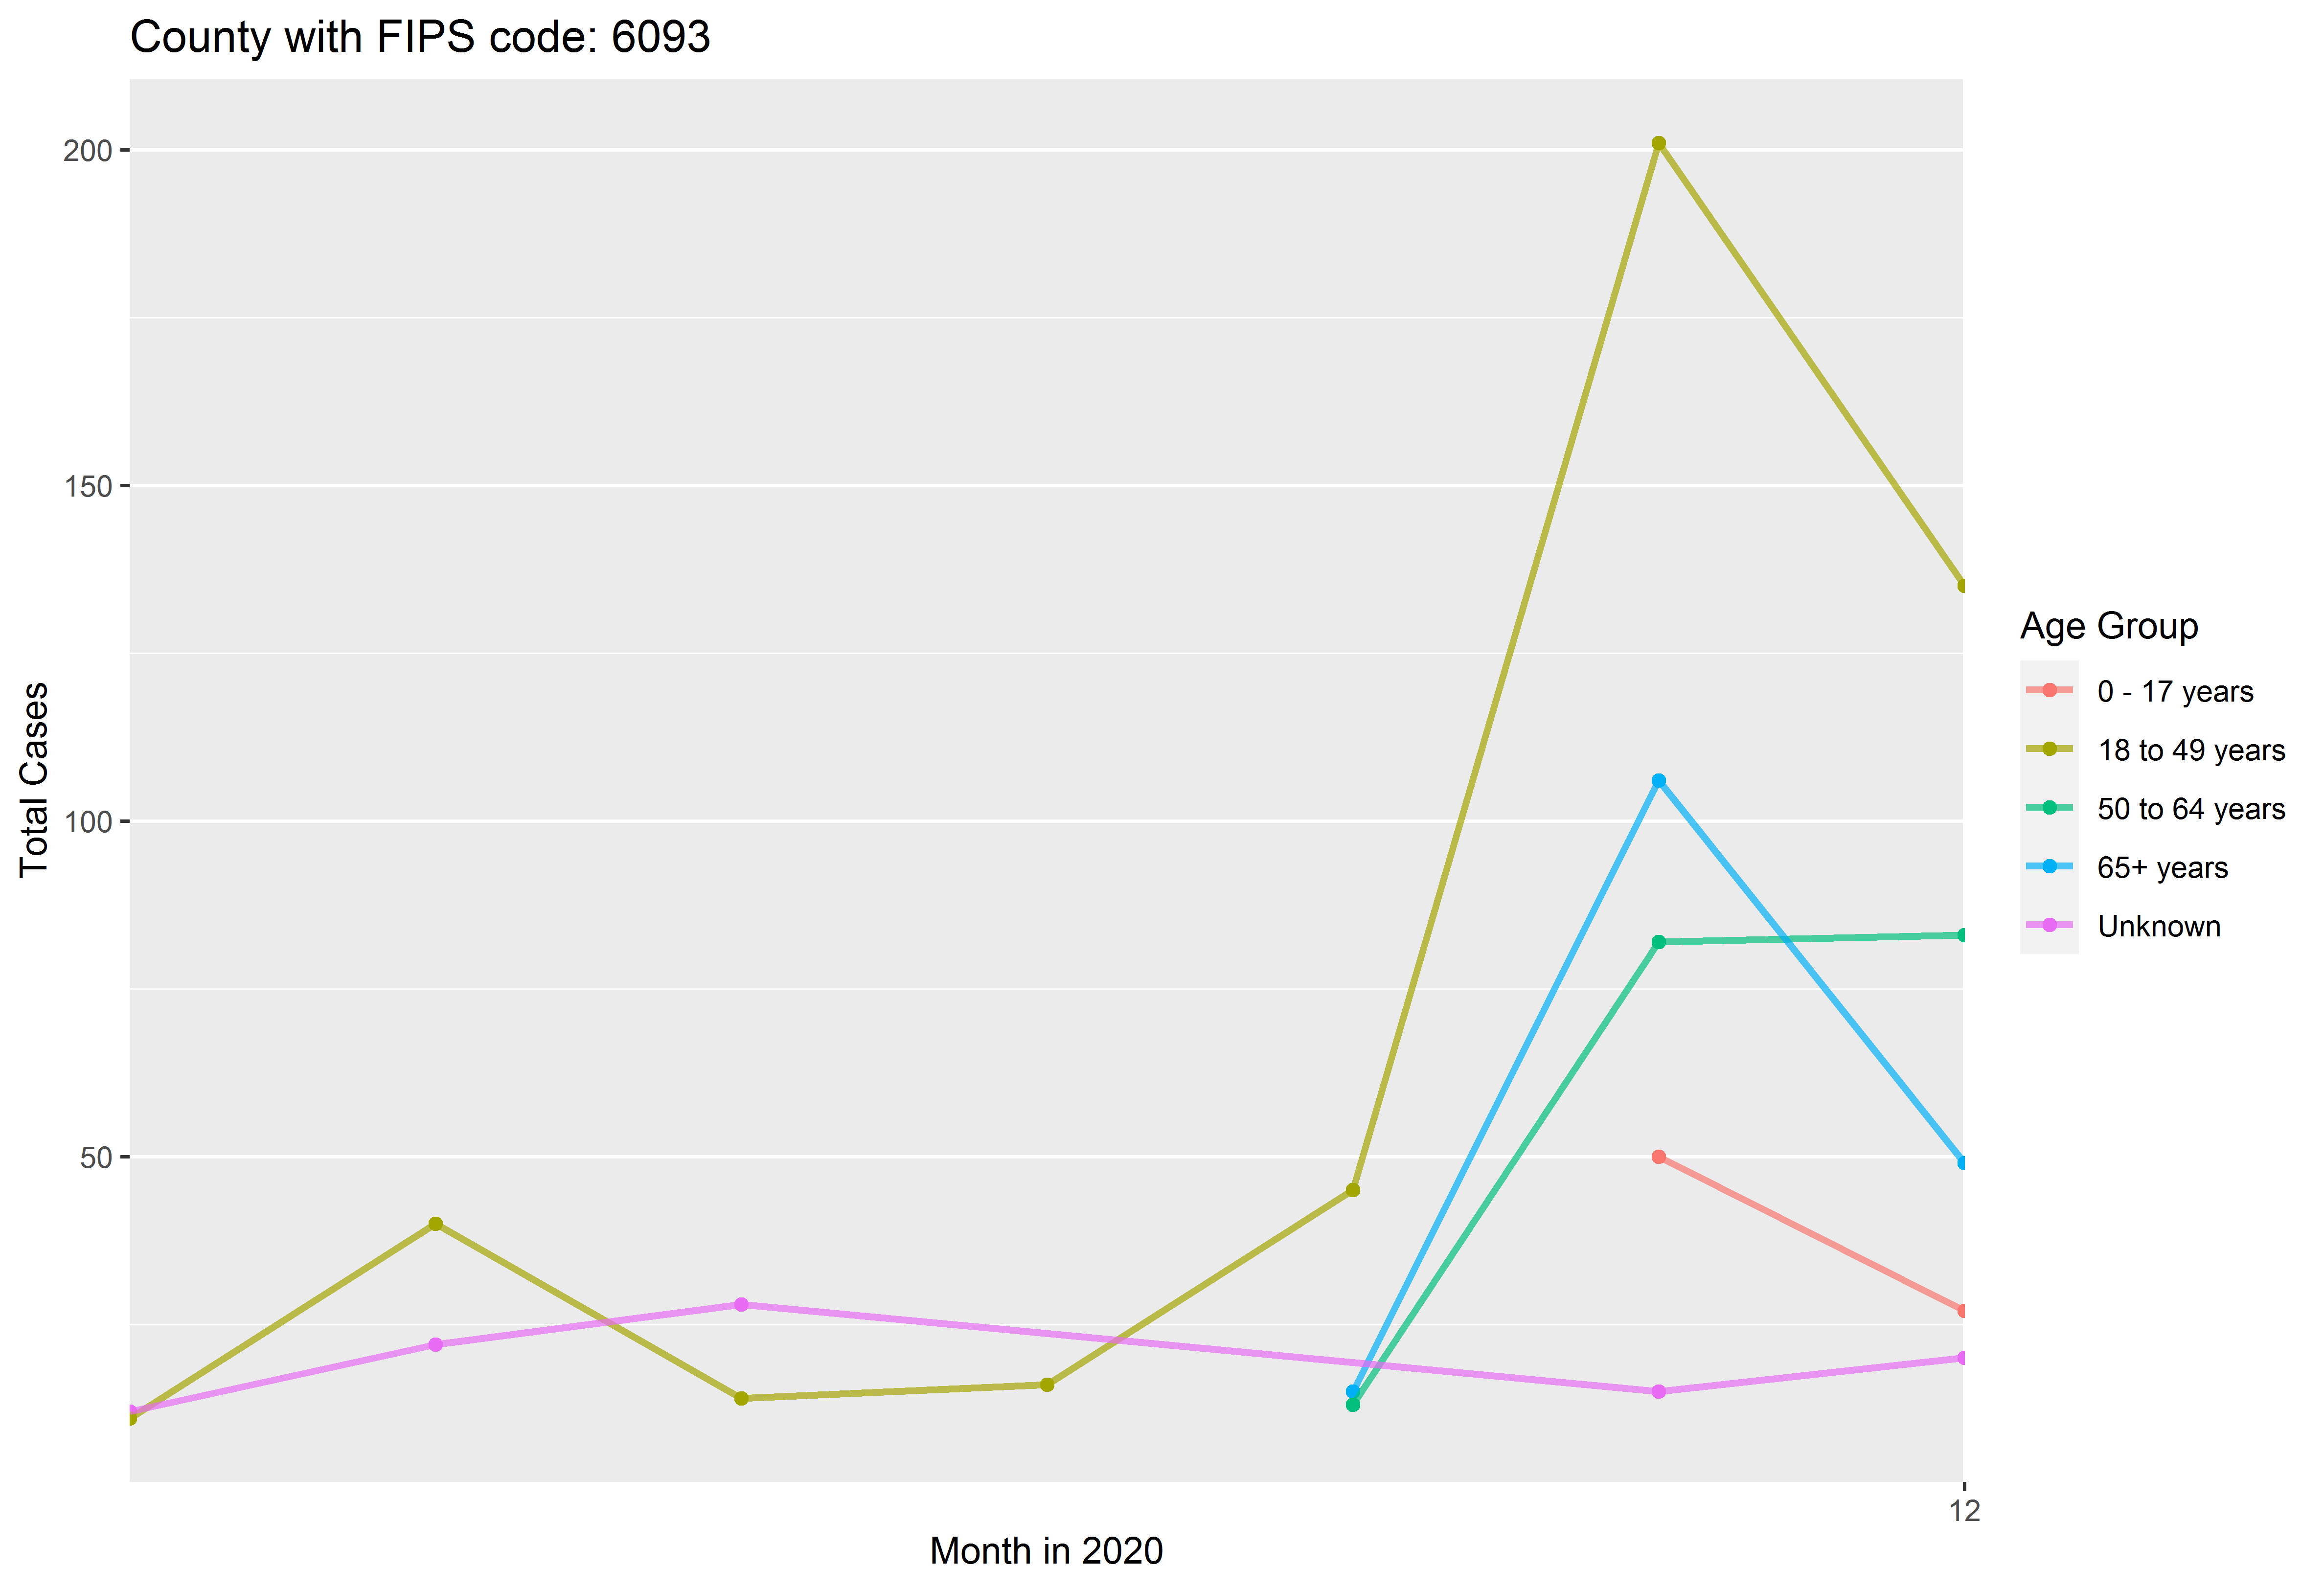 County with FIPS code: 6093
200
150
100
50
Total Cases
12
Month in 2020
Age Group
0 - 17 years
18 to 49 years
50 to 64 years
65+ years
Unknown